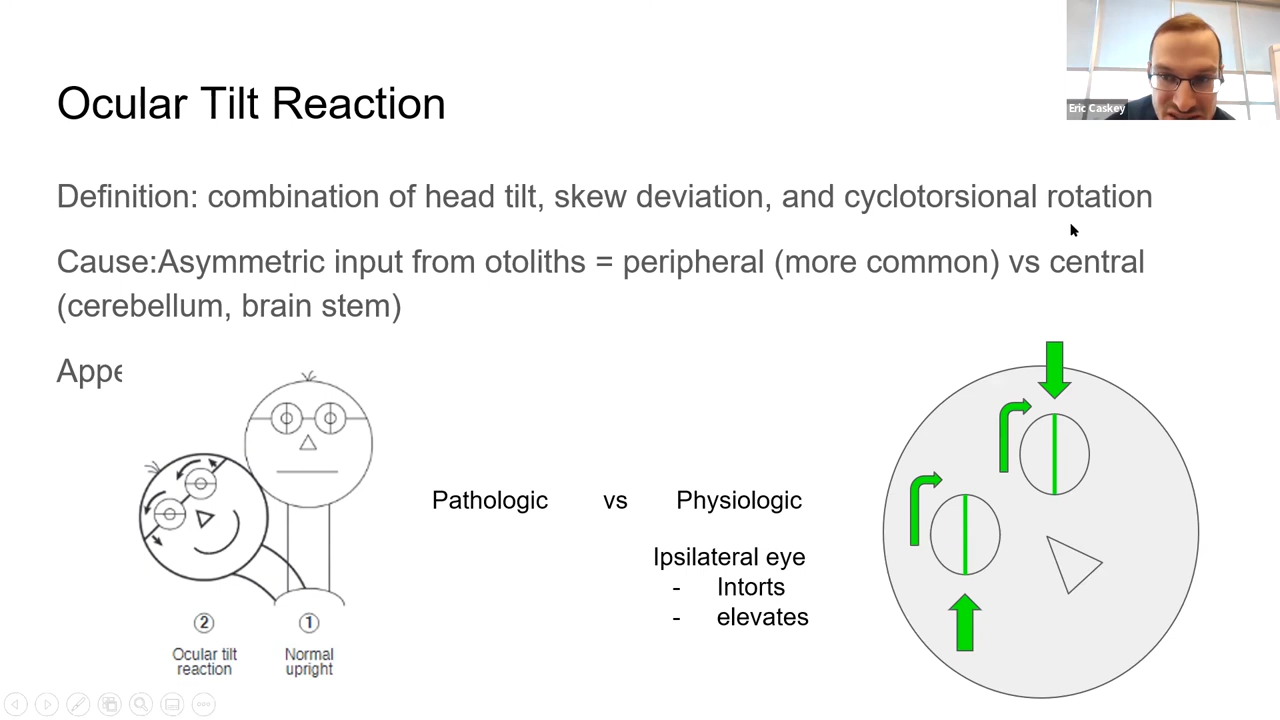 Eric Caskey
Ocular Tilt Reaction
Definition: combination of head tilt, skew deviation, and cyclotorsional rotation
Cause:Asymmetric input from otoliths = peripheral (more common) vs central
(cerebellum, brain stem)
Appe
Pathologic vs Physiologic
Ipsilateral eye
- Intorts
- elevates
2 1
Ocular tilt Normal
reaction upright